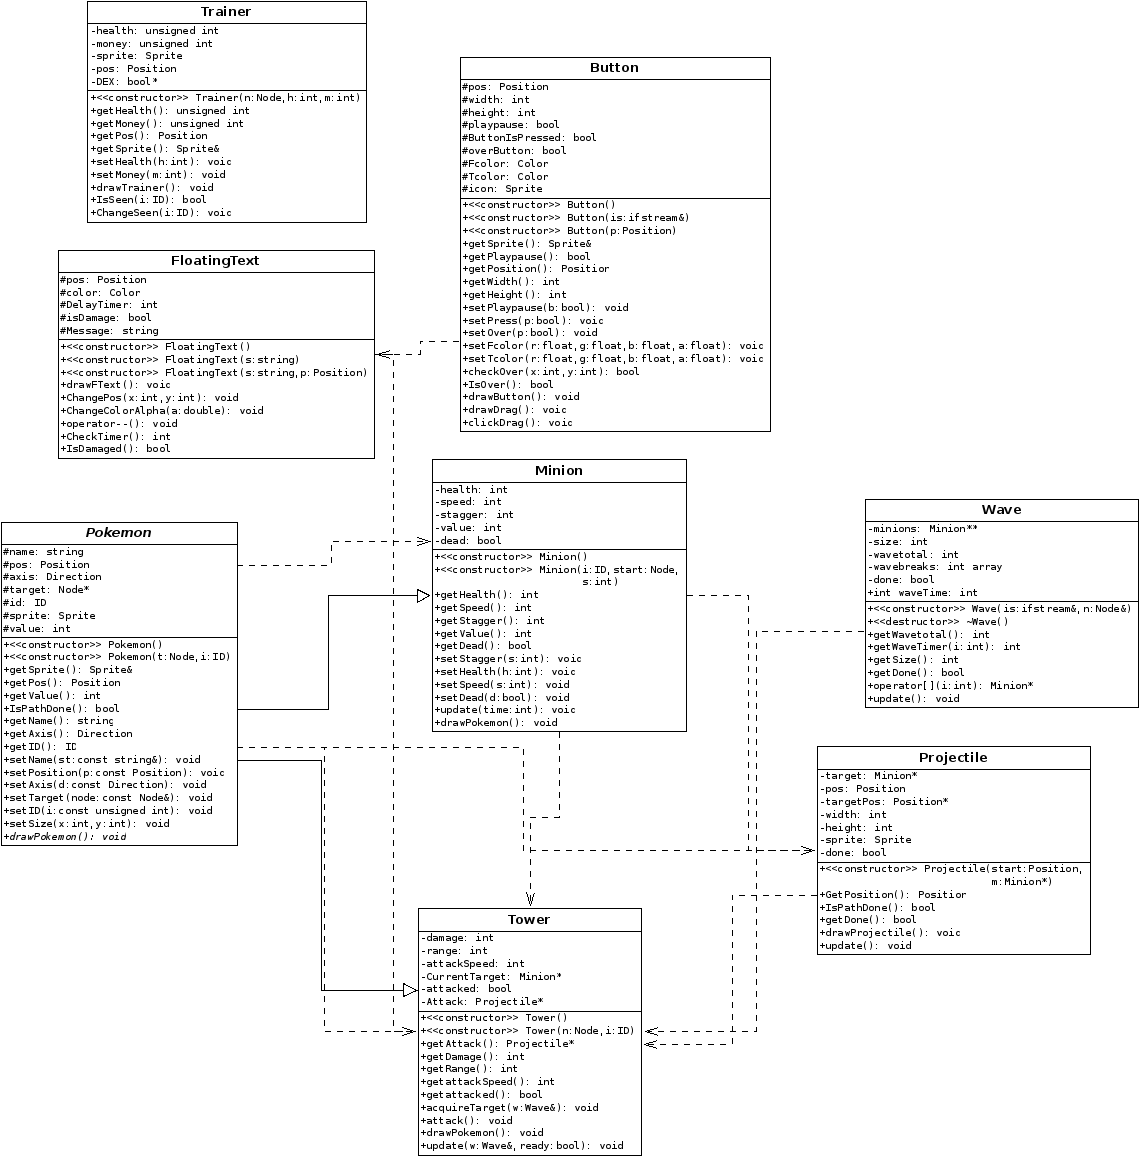 Trainer
-health: unsigned int
-money: unsigned int
-sprite: Sprite
-pos: Position
-DEX: bool*
+<<constructor>> Trainer(n:Node,h:int,m:int)
+getHealth(): unsigned int
+getMoney(): unsigned int
+getPos(): Position
+getSprite(): Sprite&
+setHealth(h:int): void
+setMoney(m:int): void
+drawTrainer(): void
+IsSeen(i:ID): bool
+ChangeSeen(i:ID): void
Button
#pos: Position
#width: int
#height: int
#playpause: bool
#ButtonIsPressed: bool
#overButton: bool
#Fcolor: Color
#Tcolor: Color
#icon: Sprite
+<<constructor>> Button()
+<<constructor>> Button(is:ifstream&)
+<<constructor>> Button(p:Position)
+getSprite(): Sprite&
+getPlaypause(): bool
+getPosition(): Position
+getWidth(): int
+getHeight(): int
+setPlaypause(b:bool): void
+setPress(p:bool): void
+setOver(p:bool): void
+setFcolor(r:float,g:float,b:float,a:float): void
+setTcolor(r:float,g:float,b:float,a:float): void
+checkOver(x:int,y:int): bool
+IsOver(): bool
+drawButton(): void
+drawDrag(): void
+clickDrag(): void
FloatingText
#pos: Position
#color: Color
#DelayTimer: int
#isDamage: bool
#Message: string
+<<constructor>> FloatingText()
+<<constructor>> FloatingText(s:string)
+<<constructor>> FloatingText(s:string,p:Position)
+drawFText(): void
+ChangePos(x:int,y:int): void
+ChangeColorAlpha(a:double): void
+operator--(): void
+CheckTimer(): int
+IsDamaged(): bool
Minion
-health: int
-speed: int
-stagger: int
-value: int
-dead: bool
+<<constructor>> Minion()
+<<constructor>> Minion(i:ID,start:Node,
s:int)
+getHealth(): int
+getSpeed(): int
+getStagger(): int
+getValue(): int
+getDead(): bool
+setStagger(s:int): void
+setHealth(h:int): void
+setSpeed(s:int): void
+setDead(d:bool): void
+update(time:int): void
+drawPokemon(): void
Wave
-minions: Minion**
-size: int
-wavetotal: int
-wavebreaks: int array
-done: bool
+int waveTime: int
+<<constructor>> Wave(is:ifstream&,n:Node&)
+<<destructor>> ~Wave()
+getWavetotal(): int
+getWaveTimer(i:int): int
+getSize(): int
+getDone(): bool
+operator[](i:int): Minion*
+update(): void
Pokemon
#name: string
#pos: Position
#axis: Direction
#target: Node*
#id: ID
#sprite: Sprite
#value: int
+<<constructor>> Pokemon()
+<<constructor>> Pokemon(t:Node,i:ID)
+getSprite(): Sprite&
+getPos(): Position
+getValue(): int
+IsPathDone(): bool
+getName(): string
+getAxis(): Direction
+getID(): ID
+setName(st:const string&): void
+setPosition(p:const Position): void
+setAxis(d:const Direction): void
+setTarget(node:const Node&): void
+setID(i:const unsigned int): void
+setSize(x:int,y:int): void
+drawPokemon(): void
Projectile
-target: Minion*
-pos: Position
-targetPos: Position*
-width: int
-height: int
-sprite: Sprite
-done: bool
+<<constructor>> Projectile(start:Position,
m:Minion*)
+GetPosition(): Position
+IsPathDone(): bool
+getDone(): bool
+drawProjectile(): void
+update(): void
Tower
-damage: int
-range: int
-attackSpeed: int
-CurrentTarget: Minion*
-attacked: bool
-Attack: Projectile*
+<<constructor>> Tower()
+<<constructor>> Tower(n:Node,i:ID)
+getAttack(): Projectile*
+getDamage(): int
+getRange(): int
+getattackSpeed(): int
+getattacked(): bool
+acquireTarget(w:Wave&): void
+attack(): void
+drawPokemon(): void
+update(w:Wave&,ready:bool): void